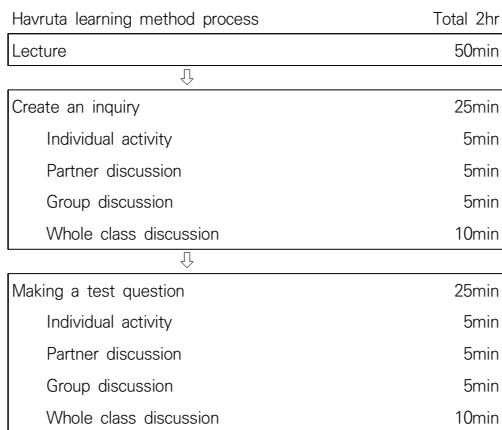 Havruta learning method process Total 2hr
Lecture 50min
⇩
Create an inquiry 25min
Individual activity 5min
Partner discussion 5min
Group discussion 5min
Whole class discussion 10min
⇩
Making a test question 25min
Individual activity 5min
Partner discussion 5min
Group discussion 5min
Whole class discussion 10min